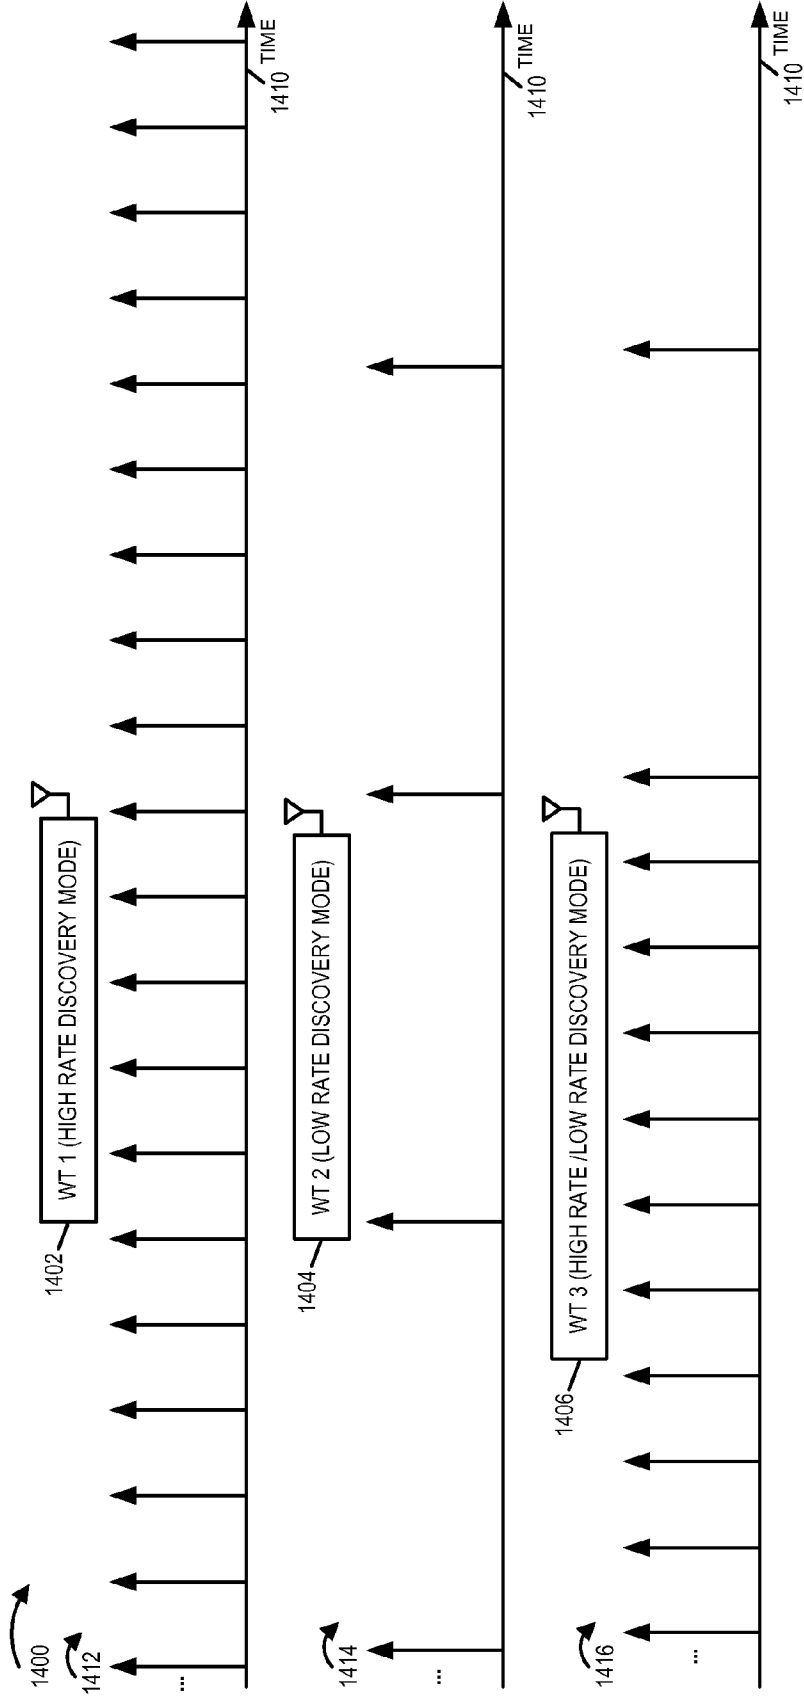 1400
1412
...
1402
WT 1 (HIGH RATE DISCOVERY MODE)
TIME
1410
1414
...
1404
WT 2 (LOW RATE DISCOVERY MODE)
TIME
1410
1416
...
1406
WT 3 (HIGH RATE /LOW RATE DISCOVERY MODE)
TIME
1410